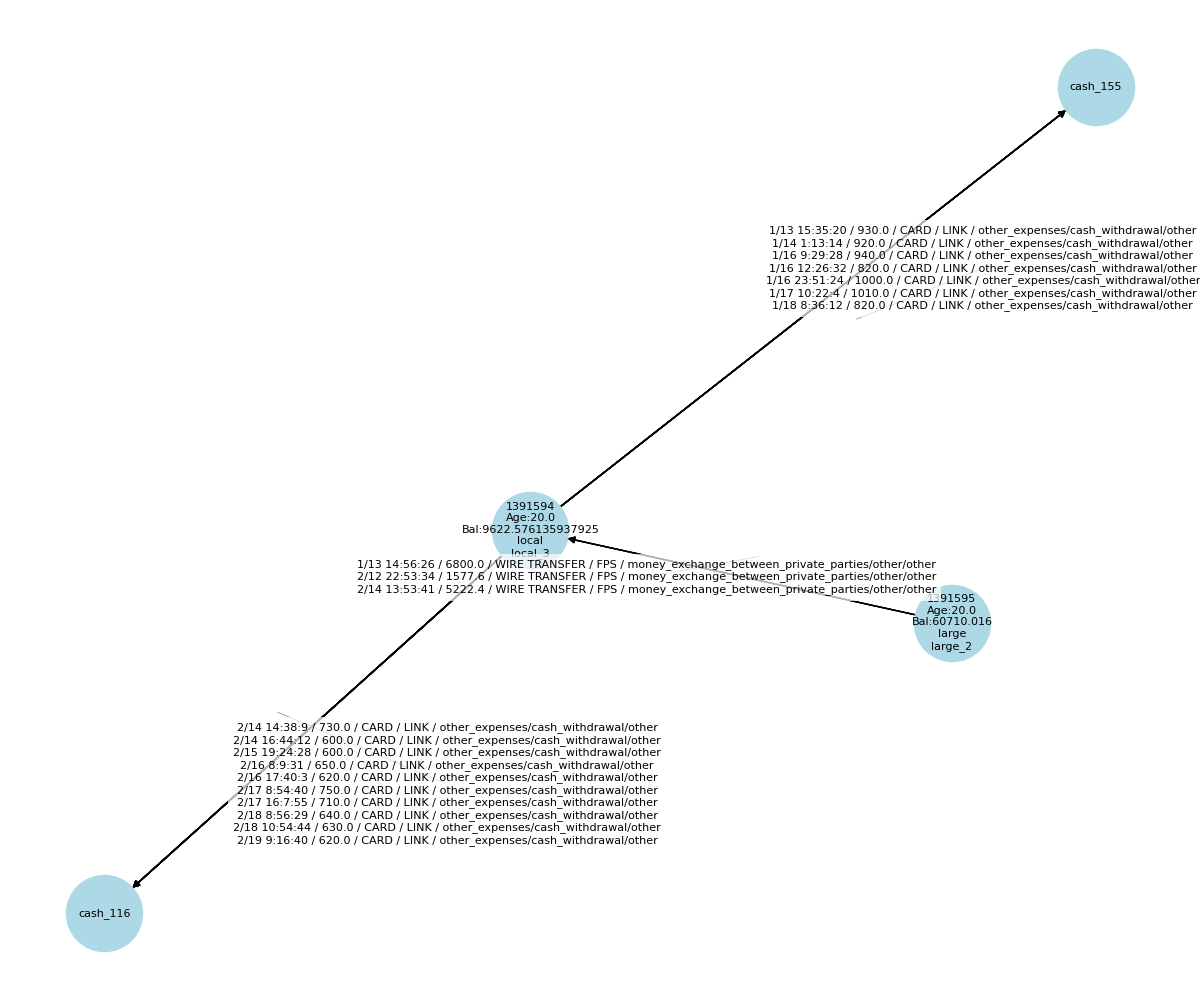 cash_155
1/13 15:35:20 / 930.0 / CARD / LINK / other_expenses/cash_withdrawal/other
1/14 1:13:14 / 920.0 / CARD / LINK / other_expenses/cash_withdrawal/other
1/16 9:29:28 / 940.0 / CARD / LINK / other_expenses/cash_withdrawal/other
1/16 12:26:32 / 820.0 / CARD / LINK / other_expenses/cash_withdrawal/other
1/16 23:51:24 / 1000.0 / CARD / LINK / other_expenses/cash_withdrawal/other
1/17 10:22:4 / 1010.0 / CARD / LINK / other_expenses/cash_withdrawal/other
1/18 8:36:12 / 820.0 / CARD / LINK / other_expenses/cash_withdrawal/other
1391594
Age:20.0
Bal:9622.576135937925
local
local_3
1/13 14:56:26 / 6800.0 / WIRE TRANSFER / FPS / money_exchange_between_private_parties/other/other
2/12 22:53:34 / 1577.6 / WIRE TRANSFER / FPS / money_exchange_between_private_parties/other/other
2/14 13:53:41 / 5222.4 / WIRE TRANSFER / FPS / money_exchange_between_private_parties/other/other
1391595
Age:20.0
Bal:60710.016
large
large_2
2/14 14:38:9 / 730.0 / CARD / LINK / other_expenses/cash_withdrawal/other
2/14 16:44:12 / 600.0 / CARD / LINK / other_expenses/cash_withdrawal/other
2/15 19:24:28 / 600.0 / CARD / LINK / other_expenses/cash_withdrawal/other
2/16 8:9:31 / 650.0 / CARD / LINK / other_expenses/cash_withdrawal/other
2/16 17:40:3 / 620.0 / CARD / LINK / other_expenses/cash_withdrawal/other
2/17 8:54:40 / 750.0 / CARD / LINK / other_expenses/cash_withdrawal/other
2/17 16:7:55 / 710.0 / CARD / LINK / other_expenses/cash_withdrawal/other
2/18 8:56:29 / 640.0 / CARD / LINK / other_expenses/cash_withdrawal/other
2/18 10:54:44 / 630.0 / CARD / LINK / other_expenses/cash_withdrawal/other
2/19 9:16:40 / 620.0 / CARD / LINK / other_expenses/cash_withdrawal/other
cash_116